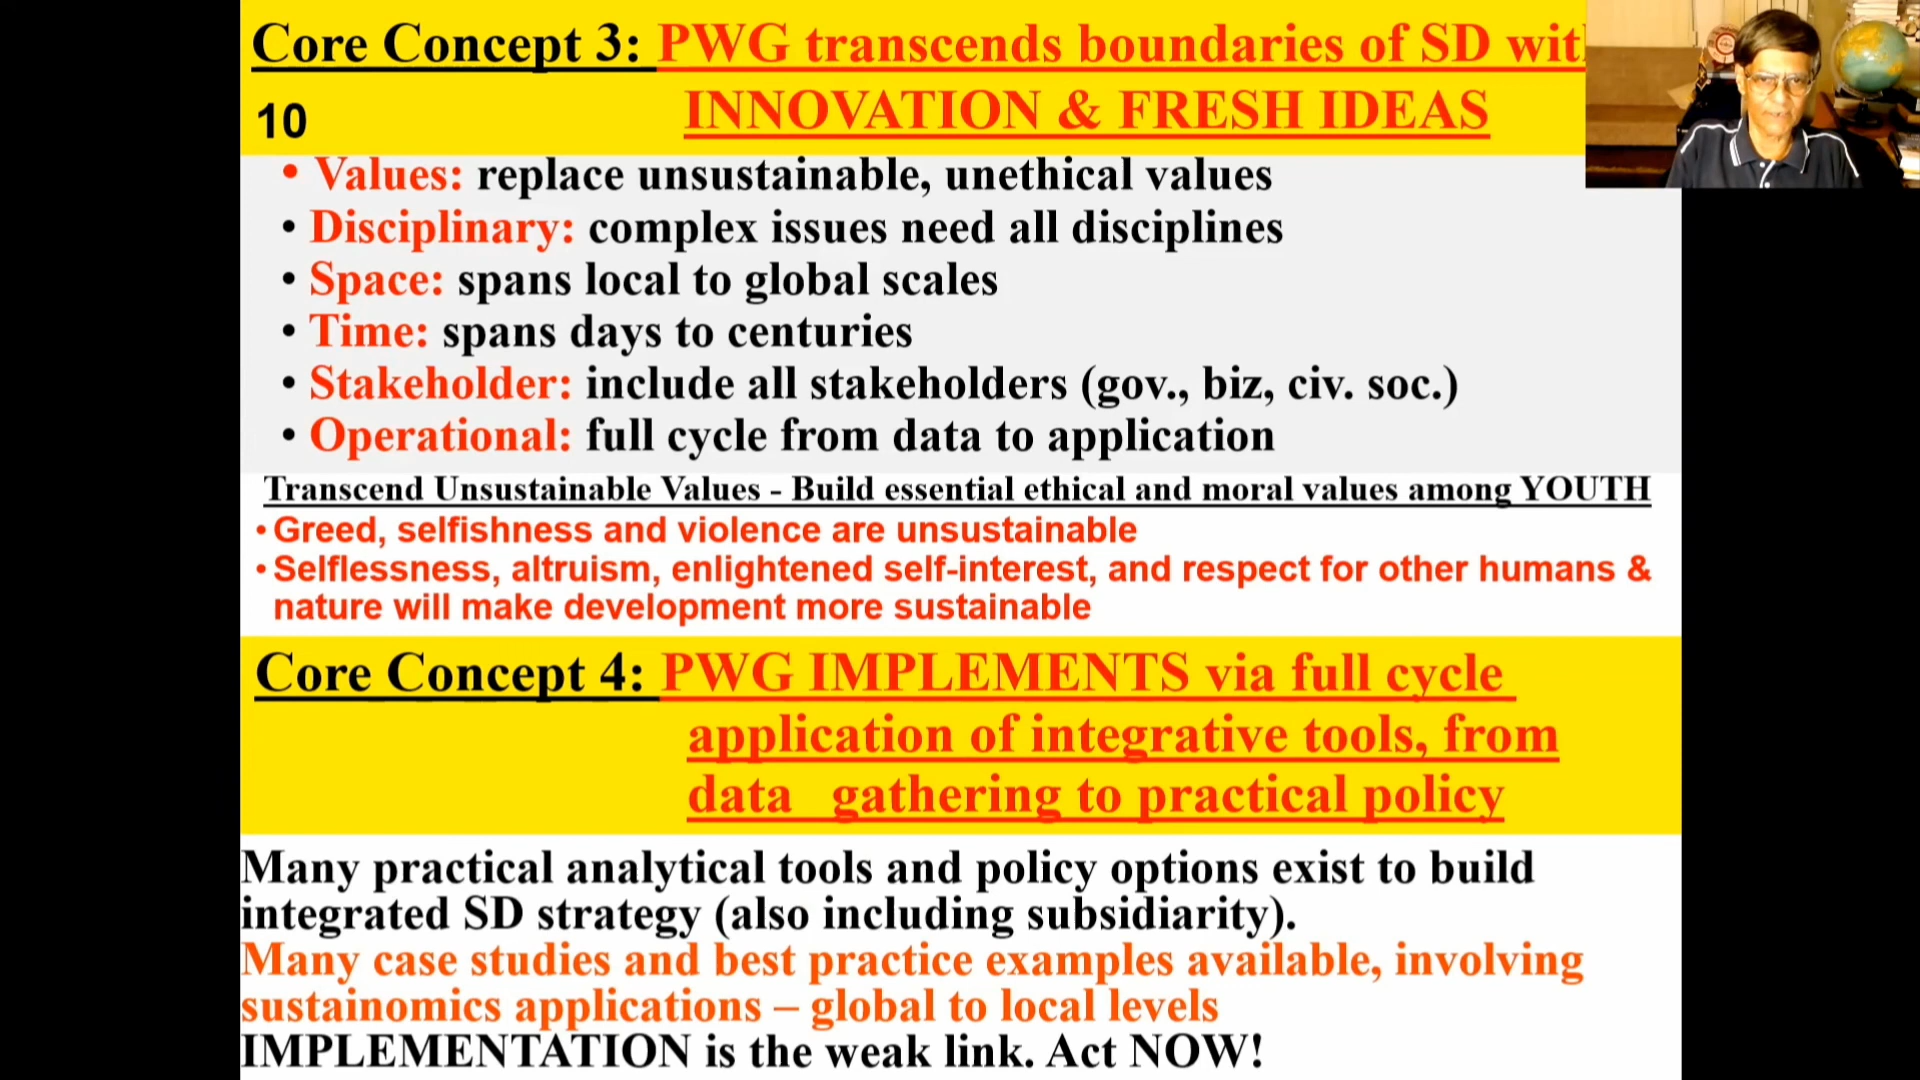 Core Concept 3: PWG transcends boundaries of SD wit
INNOVATION & FRESH IDEAS
10
• Values: replace unsustainable, unethical values
• Disciplinary: complex issues need all disciplines
• Space: spans local to global scales
• Time: spans days to centuries
• Stakeholder: include all stakeholders (gov., biz, civ. soc.)
• Operational: full cycle from data to application
Transcend Unsustainable Values - Build essential ethical and moral values among YOUTH
• Greed, selfishness and violence are unsustainable
• Selflessness, altruism, enlightened self-interest, and respect for other humans &
nature will make development more sustainable
Core Concept 4: PWG IMPLEMENTS via full cycle
application of integrative tools, from
data gathering to practical policy
Many practical analytical tools and policy options exist to build
integrated SD strategy (also including subsidiarity).
Many case studies and best practice examples available, involving
sustainomics applications – global to local levels
IMPLEMENTATION is the weak link. Act NOW!